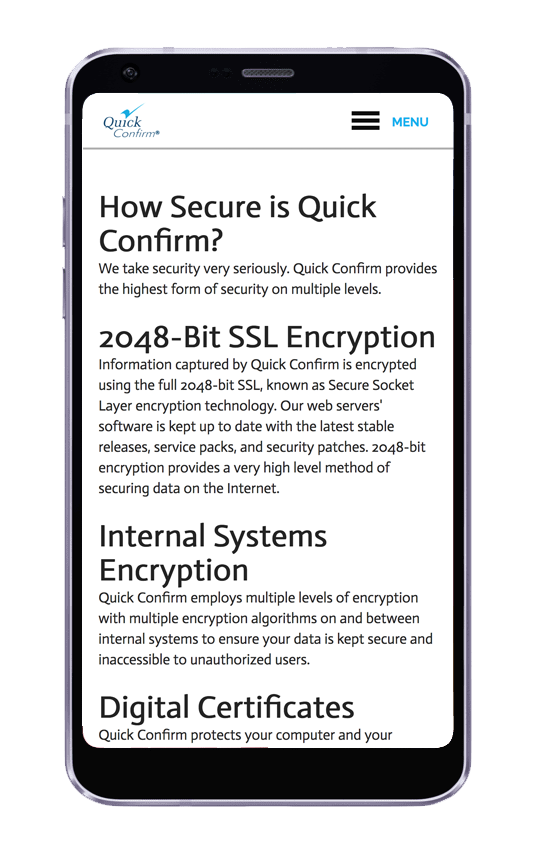 Quick
Confirm®
MENU
How Secure is Quick
Confirm?
We take security very seriously. Quick Confirm provides
the highest form of security on multiple levels.
2048-Bit SSL Encryption
Information captured by Quick Confirm is encrypted
using the full 2048-bit SSL, known as Secure Socket
Layer encryption technology. Our web servers'
software is kept up to date with the latest stable
releases, service packs, and security patches. 2048-bit
encryption provides a very high level method of
securing data on the Internet.
Internal Systems
Encryption
Quick Confirm employs multiple levels of encryption
with multiple encryption algorithms on and between
internal systems to ensure your data is kept secure and
inaccessible to unauthorized users.
Digital Certificates
Quick Confirm protects your computer and your